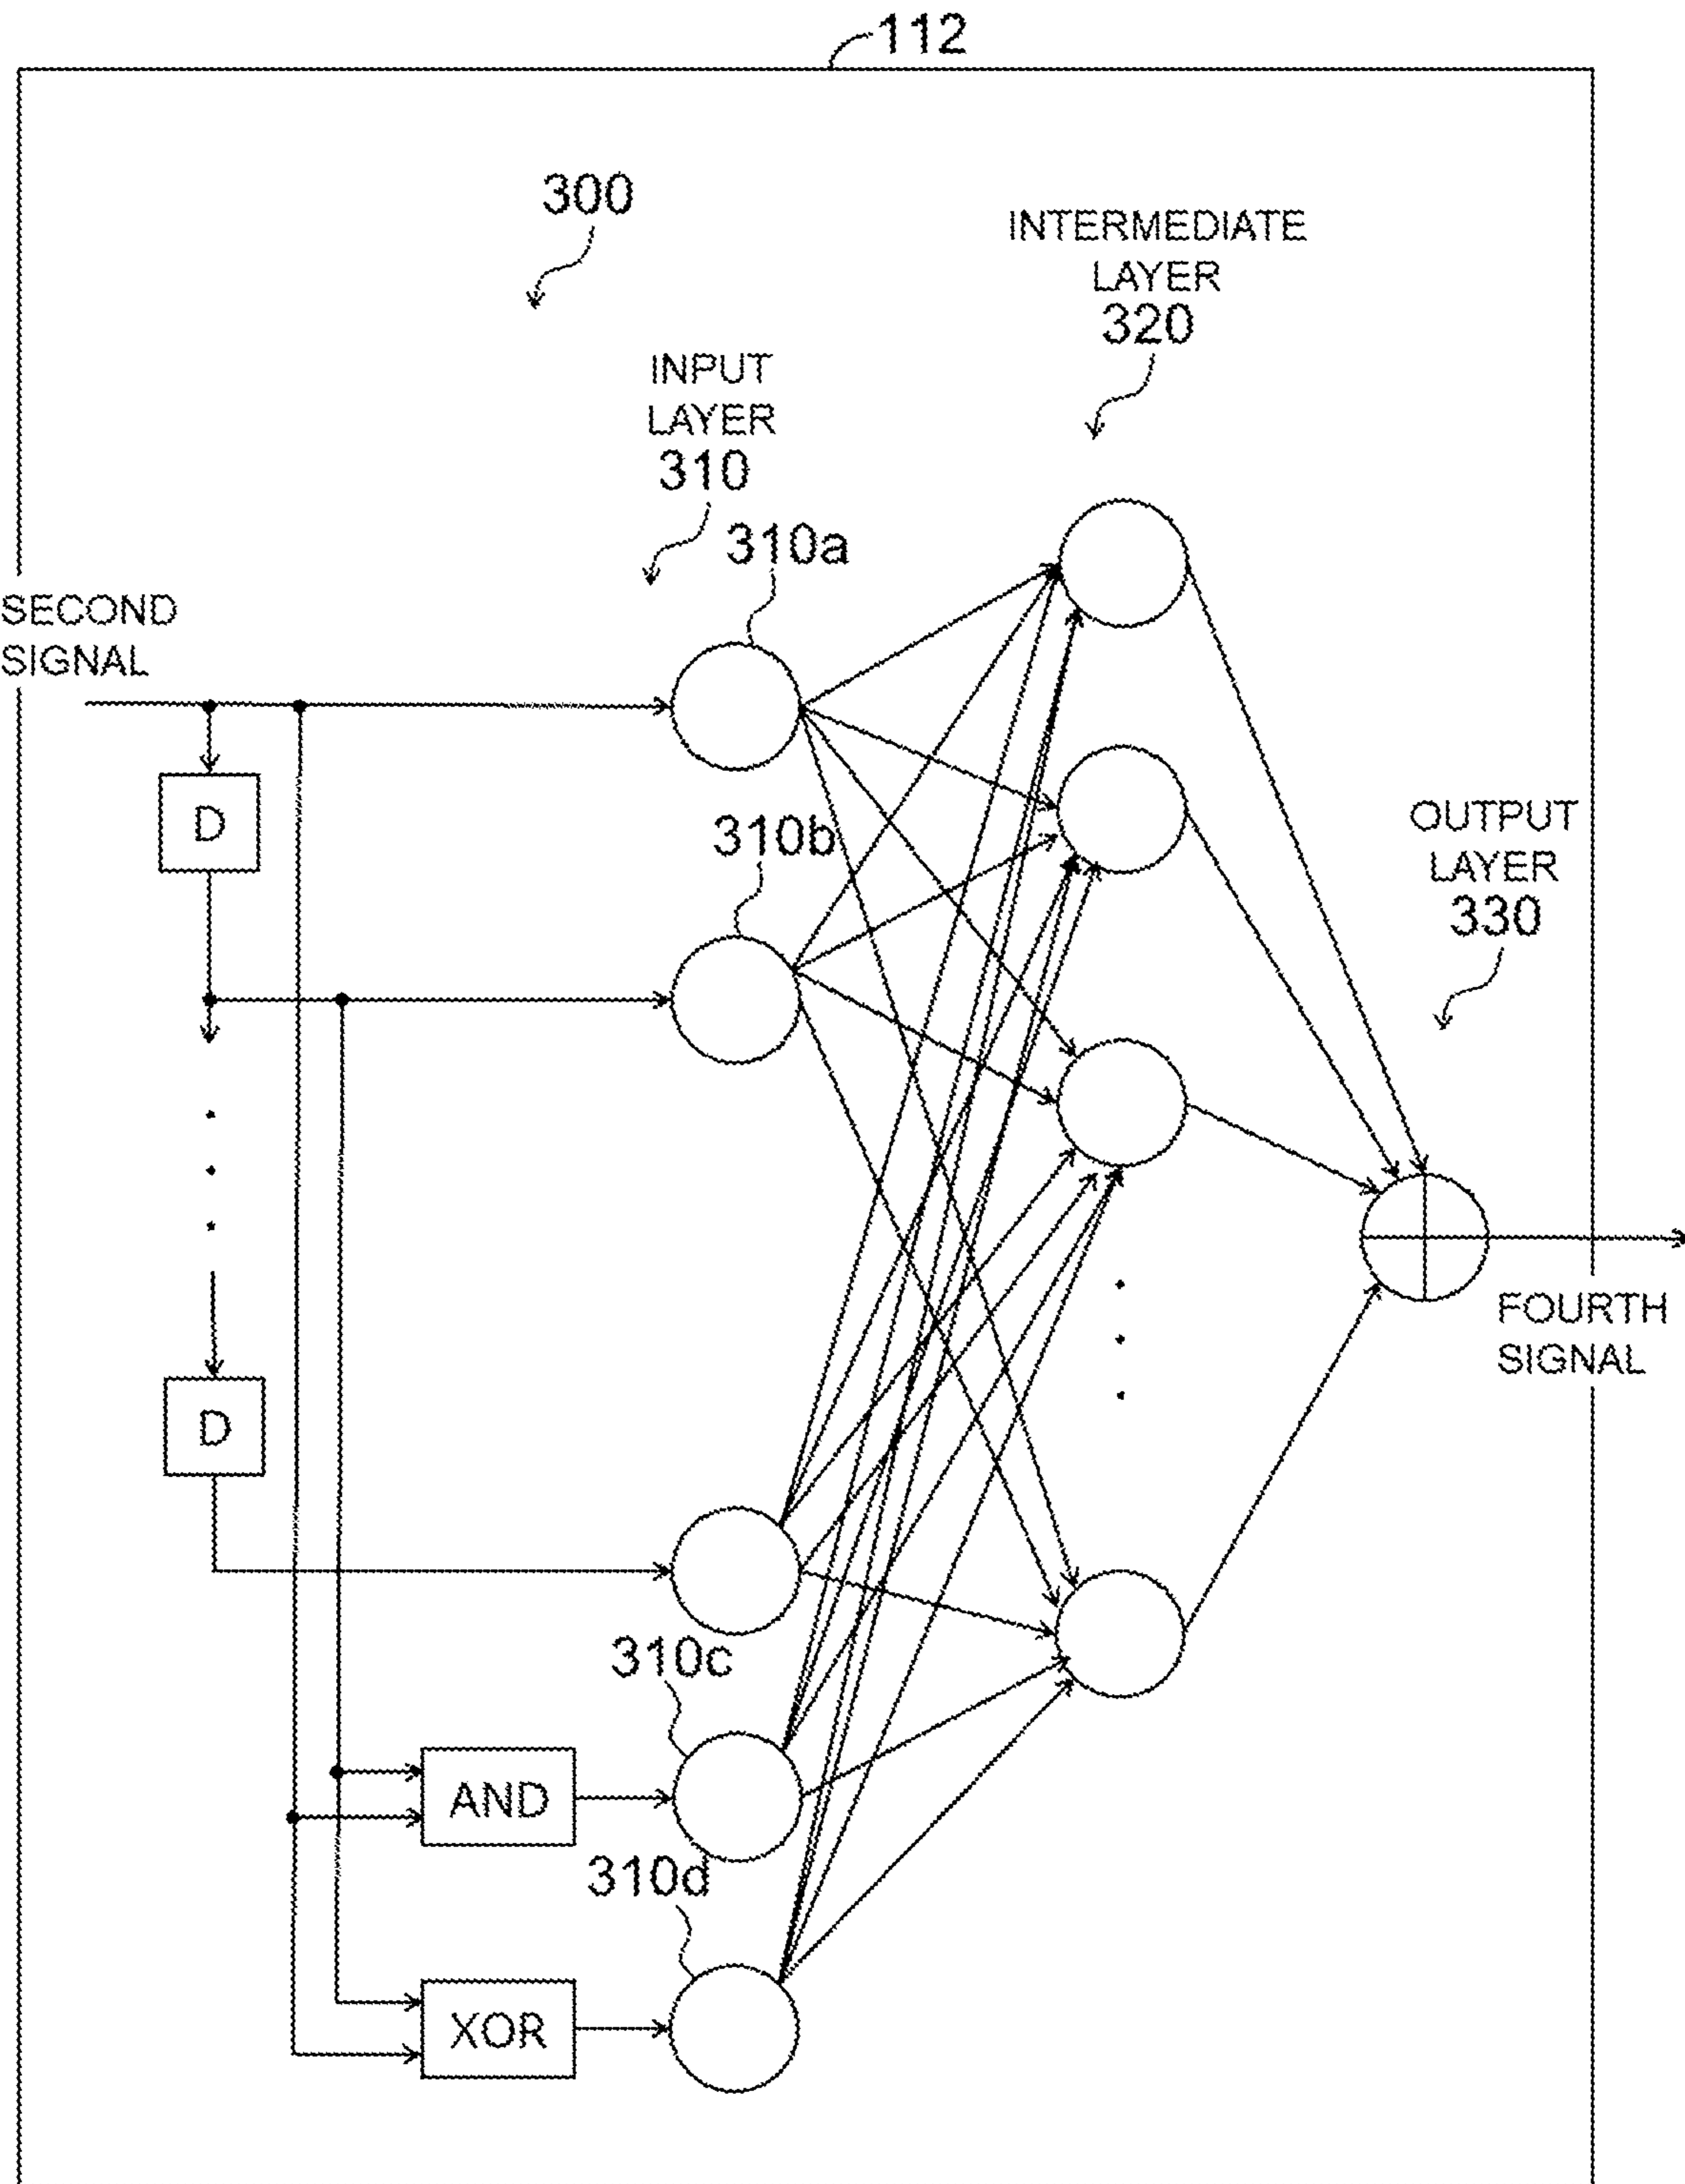 112
300
INTERMEDIATE
LAYER
320
INPUT
LAYER
310
310a
SECOND
SIGNAL
D
310b
OUTPUT
LAYER
330
FOURTH
SIGNAL
D
310c
AND
310d
XOR